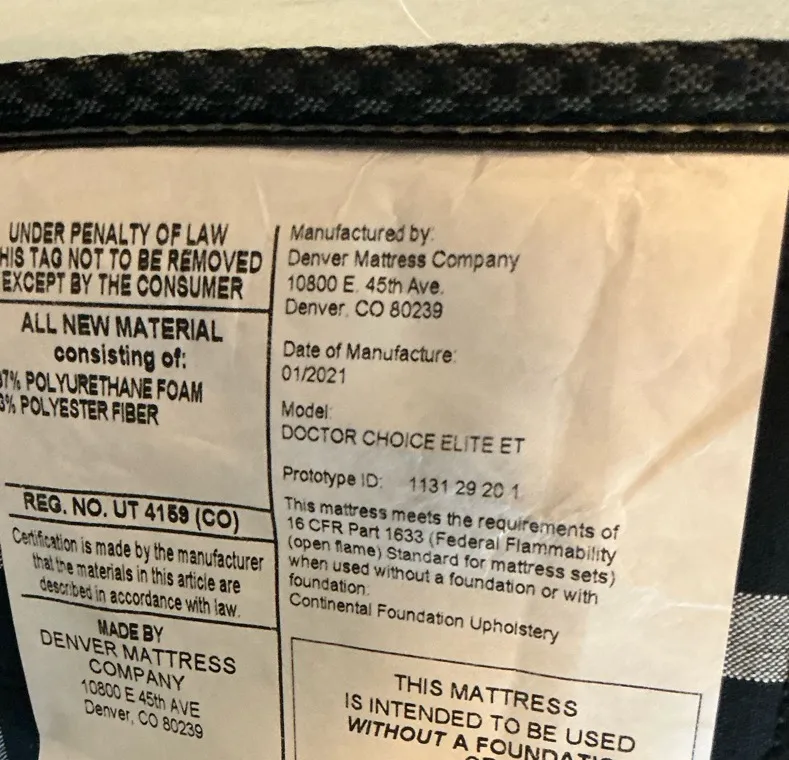 UNDER PENALTY OF LAW
HIS TAG NOT TO BE REMOVED
EXCEPT BY THE CONSUMER
ALL NEW MATERIAL
consisting of:
7% POLYURETHANE FOAM
3% POLYESTER FIBER
REG. NO. UT 4159 (CO)
Certification is made by the manufacturer
that the materials in this article are
described in accordance with law.
MADE BY
DENVER MATTRESS
COMPANY
10800 E 45th AVE
Denver, CO 80239
Manufactured by:
Denver Mattress Company
10800 E. 45th Ave.
Denver, CO 80239
Date of Manufacture:
01/2021
Model:
DOCTOR CHOICE ELITE ET
Prototype ID: 1131 29 20 1
This mattress meets the requirements of
16 CFR Part 1633 (Federal Flammability
(open flame) Standard for mattress sets)
when used without a foundation or with
foundation:
Continental Foundation Upholstery
THIS MATTRESS
IS INTENDED TO BE USED
WITHOUT A